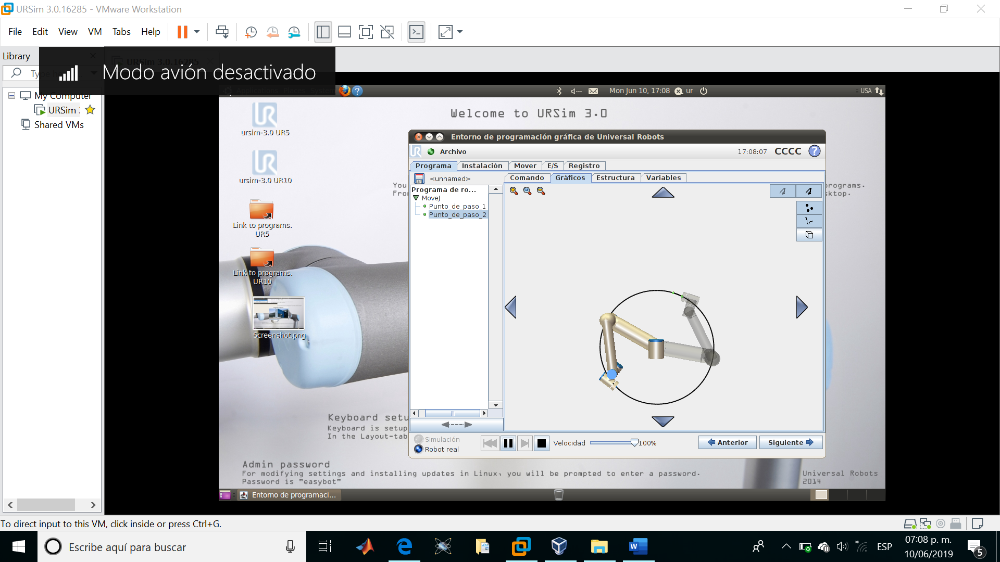 URSim 3.0.16285 - VMware Workstation
File Edit View VM Tabs Help
Library
Modo avión desactivado
My Computer
URSim
Shared VMs
Mon Jun 10, 17:08 ur
USA
Welcome to URSim 3.0
UR
ursim-3.0 UR5
UR
ursim-3.0 UR10
Link to programs.
UR5
Link to programs.
UR10
Screenshot.png
You
From
programs.
sktop.
Entorno de programación gráfica de Universal Robots
UR Archivo 17:08:07 CCCC ?
Programa Instalación Mover E/S Registro
<unnamed>
Comando Gráficos Estructura Variables
Programa de ro...
MoveJ
Punto_de_paso_1
Punto_de_paso_2
Simulación
Robot real
Velocidad 100%
Anterior Siguiente
Keyboard setu
Keyboard is setup
In the Layout-tab
Admin password
For modifying settings and installing updates in Linux, you will be prompted to enter a password.
Password is "easybot"
Universal Robots
2014
Entorno de programaci...
To direct input to this VM, click inside or press Ctrl+G.
Escribe aquí para buscar
ESP
07:08 p. m.
10/06/2019
5